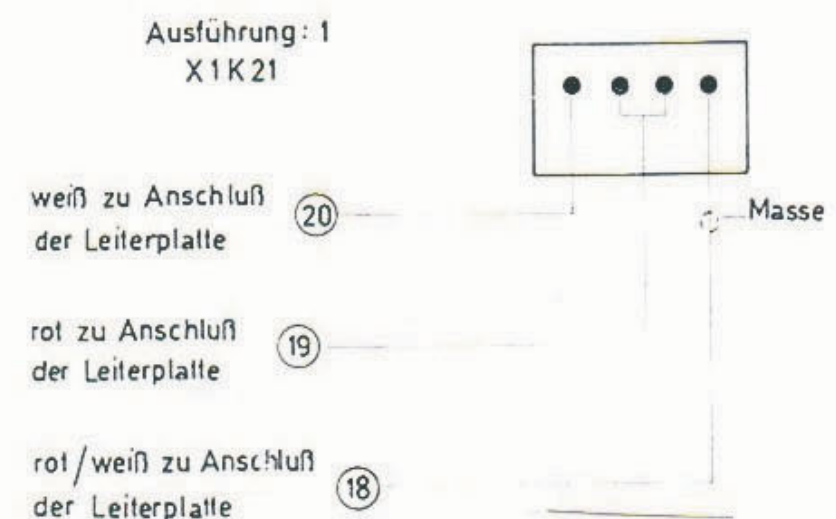 Ausführung: 1
X1K21
weiß zu Anschluß
der Leiterplatte
20
Masse
rot zu Anschluß
der Leiterplatte
19
rot/weiß zu Anschluß
der Leiterplatte
18